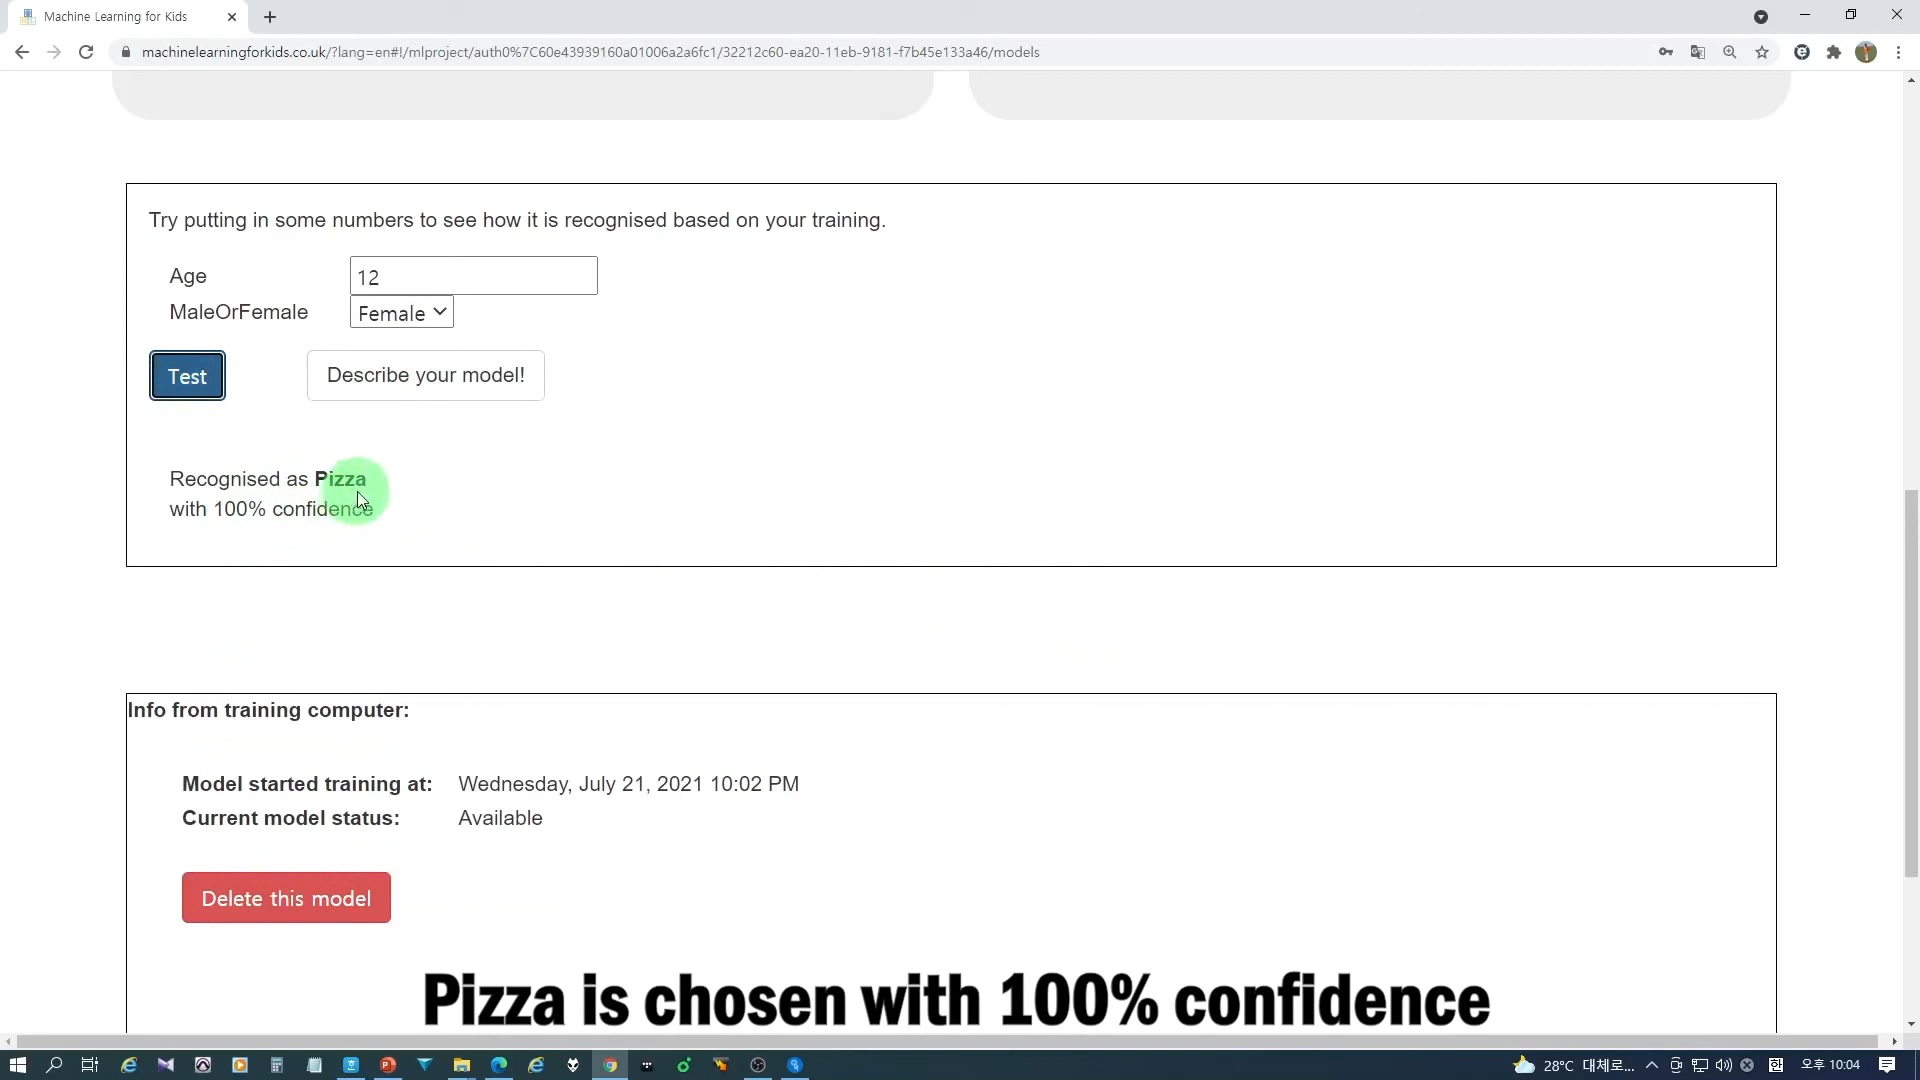 Machine Learning for Kids
machinelearningforkids.co.uk/?lang=en#!/mlproject/auth0%7C60e43939160a01006a2a6fc1/32212c60-ea20-11eb-9181-f7b45e133a46/models
Try putting in some numbers to see how it is recognised based on your training.
Age 12
MaleOrFemale Female
Test Describe your model!
Recognised as Pizza
with 100% confidence
Info from training computer:
Model started training at: Wednesday, July 21, 2021 10:02 PM
Current model status: Available
Delete this model
Pizza is chosen with 100% confidence
28°C 대체로... 한 오후 10:04